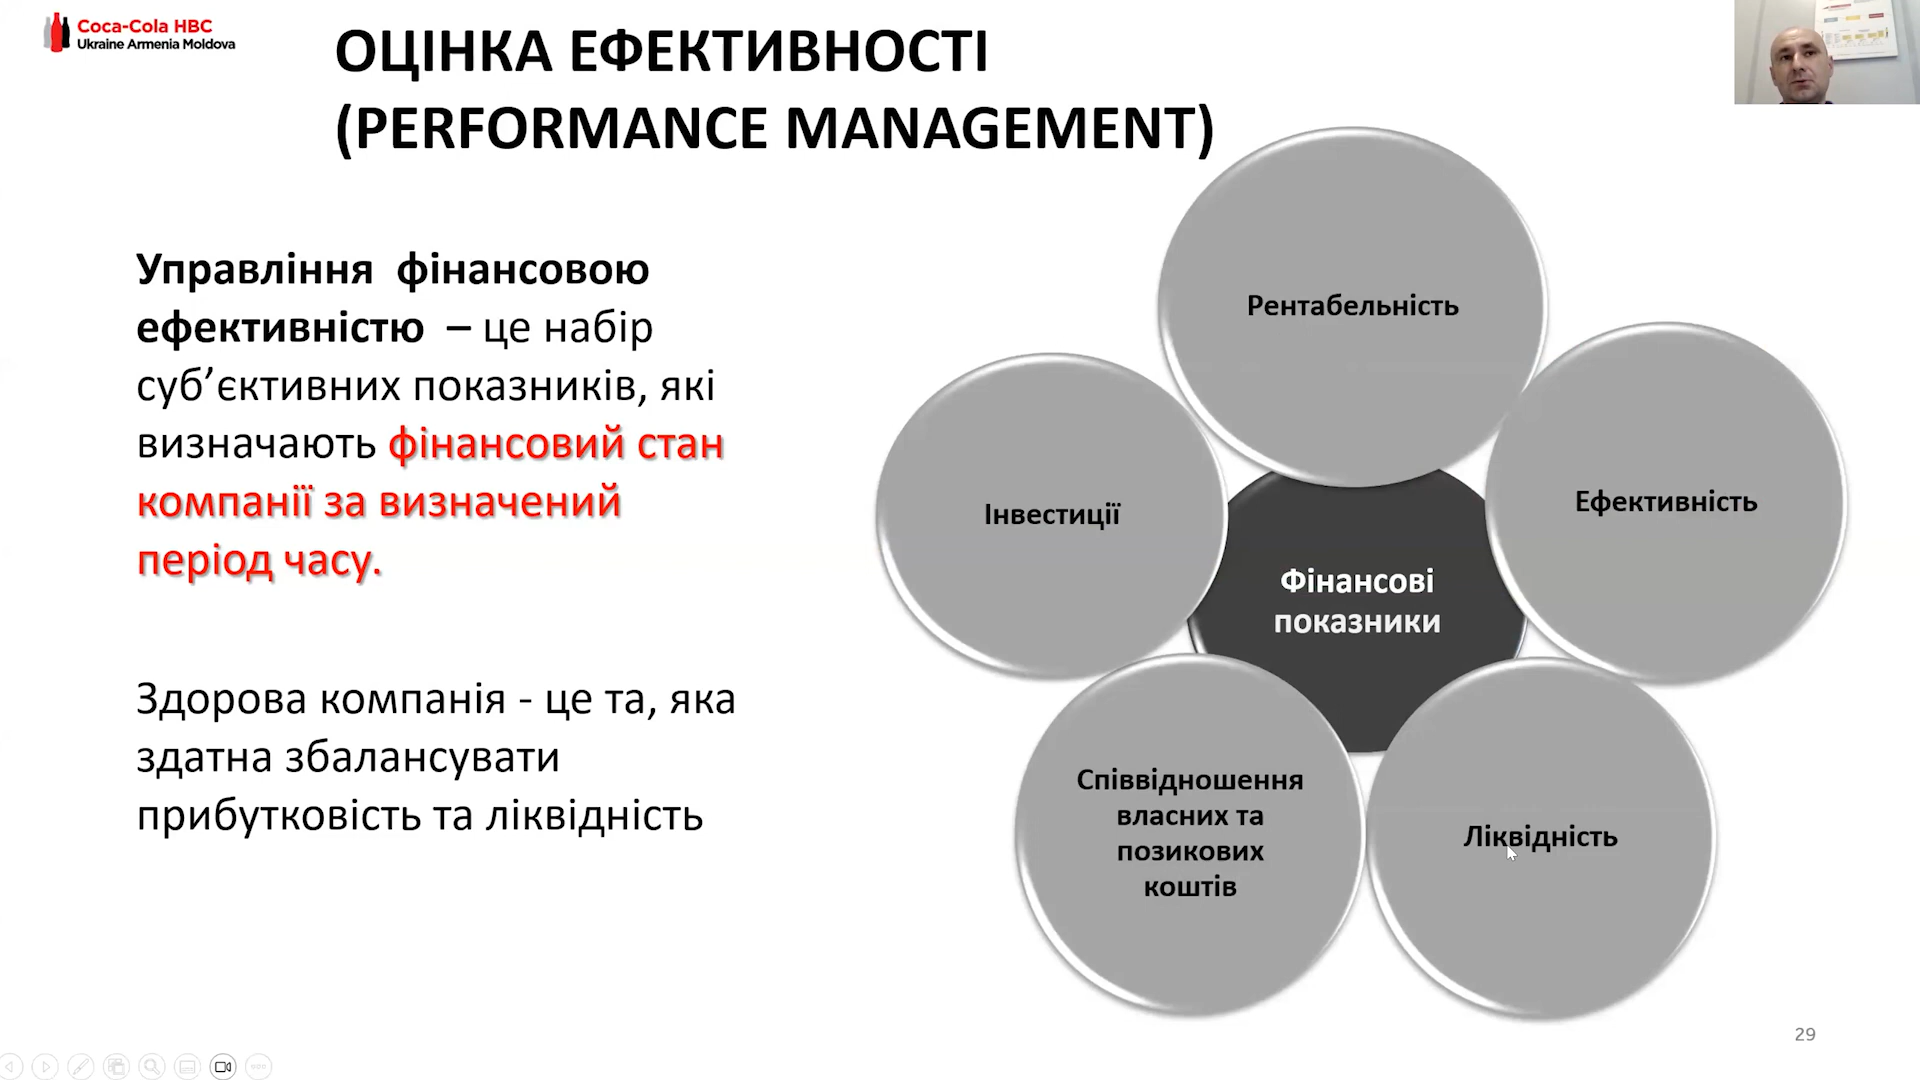 Coca-Cola HBC
Ukraine Armenia Moldova
ОЦІНКА ЕФЕКТИВНОСТІ
(PERFORMANCE MANAGEMENT)
Управління фінансовою
ефективністю – це набір
суб’єктивних показників, які
визначають фінансовий стан
компанії за визначений
період часу.
Здорова компанія - це та, яка
здатна збалансувати
прибутковість та ліквідність
Рентабельність
Ефективність
Інвестиції
Фінансові
показники
Співвідношення
власних та
позикових
коштів
Ліквідність
29